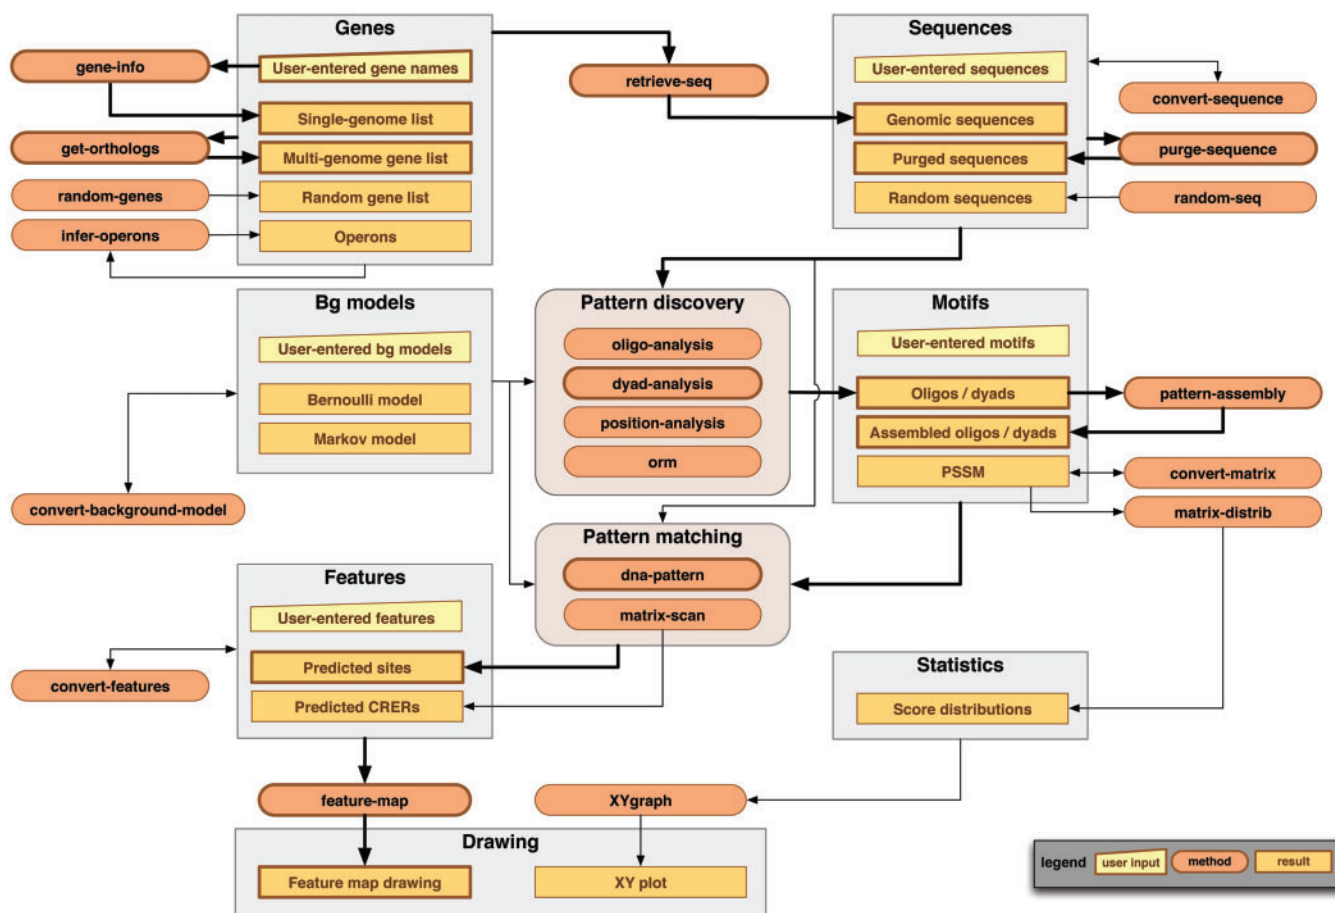 Genes
User-entered gene names
Single-genome list
Multi-genome gene list
Random gene list
Operons
gene-info
get-orthologs
random-genes
infer-operons
retrieve-seq
Sequences
User-entered sequences
Genomic sequences
Purged sequences
Random sequences
convert-sequence
purge-sequence
random-seq
Bg models
User-entered bg models
Bernoulli model
Markov model
convert-background-model
Pattern discovery
oligo-analysis
dyad-analysis
position-analysis
orm
Motifs
User-entered motifs
Oligos / dyads
Assembled oligos / dyads
PSSM
pattern-assembly
convert-matrix
matrix-distrib
Pattern matching
dna-pattern
matrix-scan
Features
User-entered features
Predicted sites
Predicted CRERs
convert-features
Statistics
Score distributions
feature-map
XYgraph
Drawing
Feature map drawing
XY plot
legend
user input
method
result